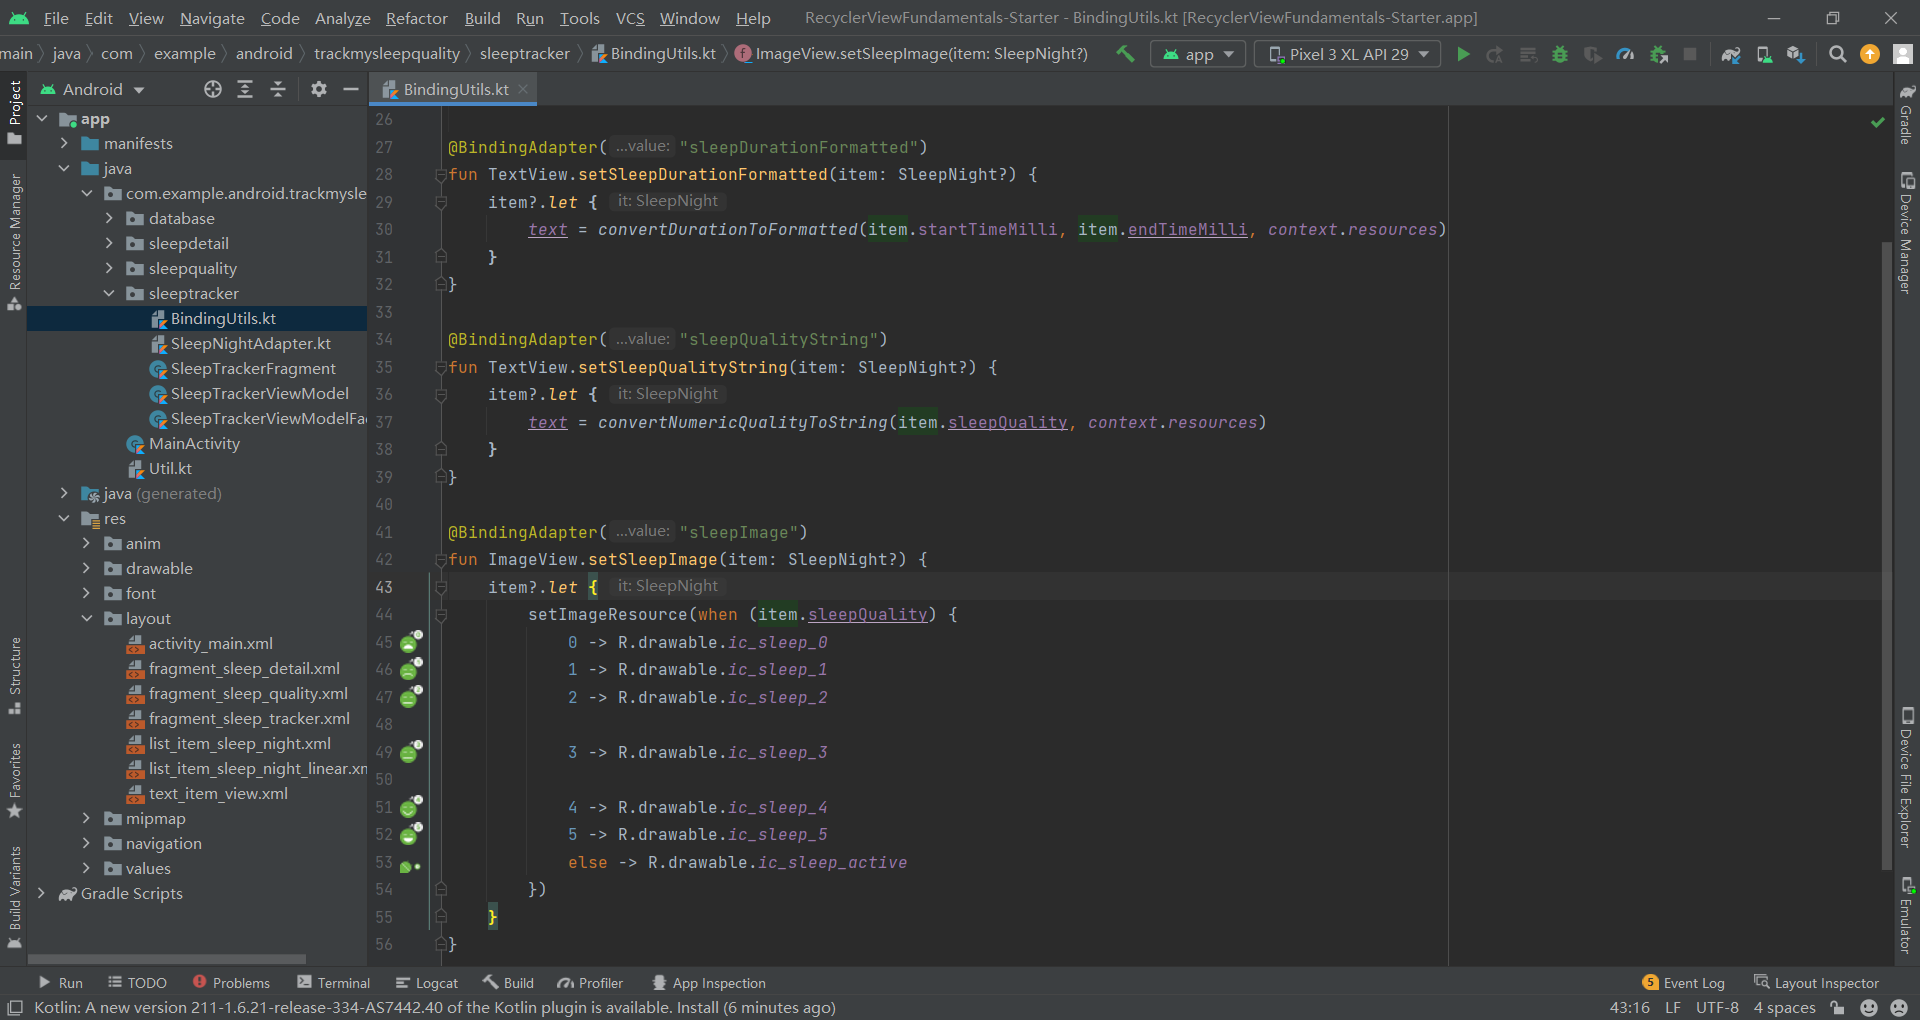 File Edit View Navigate Code Analyze Refactor Build Run Tools VCS Window Help RecyclerViewFundamentals-Starter - BindingUtils.kt [RecyclerViewFundamentals-Starter.app]
main java com example android trackmysleepquality sleeptracker BindingUtils.kt ImageView.setSleepImage(item: SleepNight?) app Pixel 3 XL API 29
Project
Resource Manager
Structure
Favorites
Build Variants
Android
app
manifests
java
com.example.android.trackmysle
database
sleepdetail
sleepquality
sleeptracker
BindingUtils.kt
SleepNightAdapter.kt
SleepTrackerFragment
SleepTrackerViewModel
SleepTrackerViewModelFa
MainActivity
Util.kt
java (generated)
res
anim
drawable
font
layout
activity_main.xml
fragment_sleep_detail.xml
fragment_sleep_quality.xml
fragment_sleep_tracker.xml
list_item_sleep_night.xml
list_item_sleep_night_linear.xm
text_item_view.xml
mipmap
navigation
values
Gradle Scripts
BindingUtils.kt
26
27 @BindingAdapter( ...value: "sleepDurationFormatted")
28 fun TextView.setSleepDurationFormatted(item: SleepNight?) {
29 item?.let { it: SleepNight
30 text = convertDurationToFormatted(item.startTimeMilli, item.endTimeMilli, context.resources)
31 }
32 }
33
34 @BindingAdapter( ...value: "sleepQualityString")
35 fun TextView.setSleepQualityString(item: SleepNight?) {
36 item?.let { it: SleepNight
37 text = convertNumericQualityToString(item.sleepQuality, context.resources)
38 }
39 }
40
41 @BindingAdapter( ...value: "sleepImage")
42 fun ImageView.setSleepImage(item: SleepNight?) {
43 item?.let { it: SleepNight
44 setImageResource(when (item.sleepQuality) {
45 0 -> R.drawable.ic_sleep_0
46 1 -> R.drawable.ic_sleep_1
47 2 -> R.drawable.ic_sleep_2
48
49 3 -> R.drawable.ic_sleep_3
50
51 4 -> R.drawable.ic_sleep_4
52 5 -> R.drawable.ic_sleep_5
53 else -> R.drawable.ic_sleep_active
54 })
55 }
56 }
Gradle
Device Manager
Device File Explorer
Emulator
Run TODO Problems Terminal Logcat Build Profiler App Inspection 5 Event Log Layout Inspector
Kotlin: A new version 211-1.6.21-release-334-AS7442.40 of the Kotlin plugin is available. Install (6 minutes ago) 43:16 LF UTF-8 4 spaces